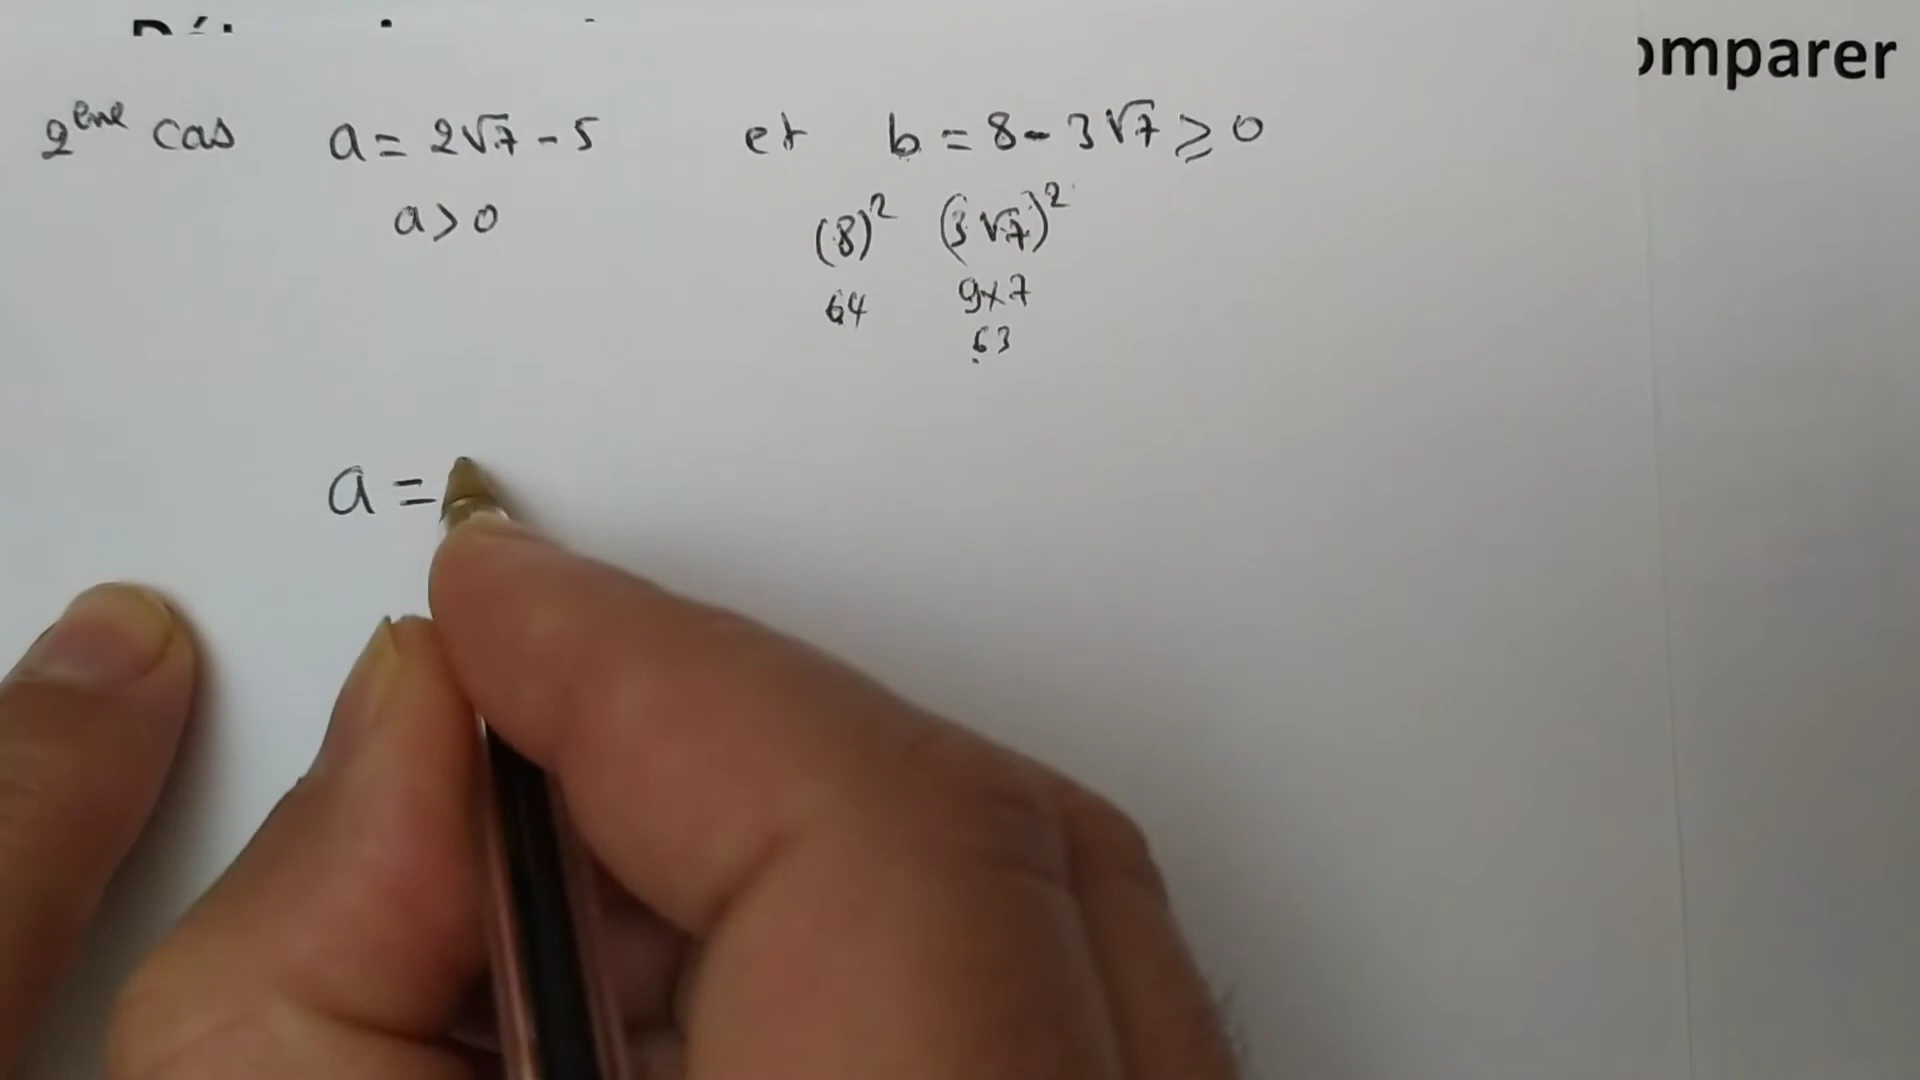 omparer
2ème cas a = 2√7 - 5 et b = 8 - 3√7 ⩾ 0
a > 0 (8)² (3√7)²
64 9×7
63
a =